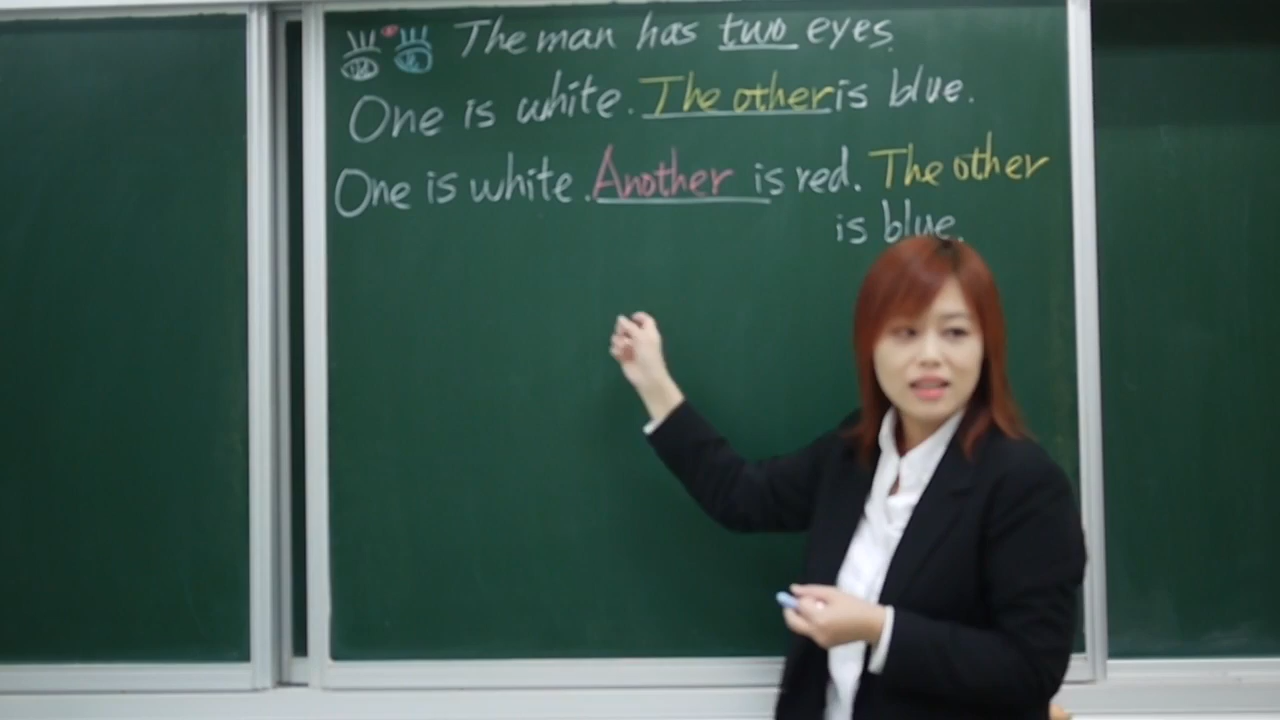 The man has two eyes.
One is white. The other is blue.
One is white. Another is red. The other
is blue.